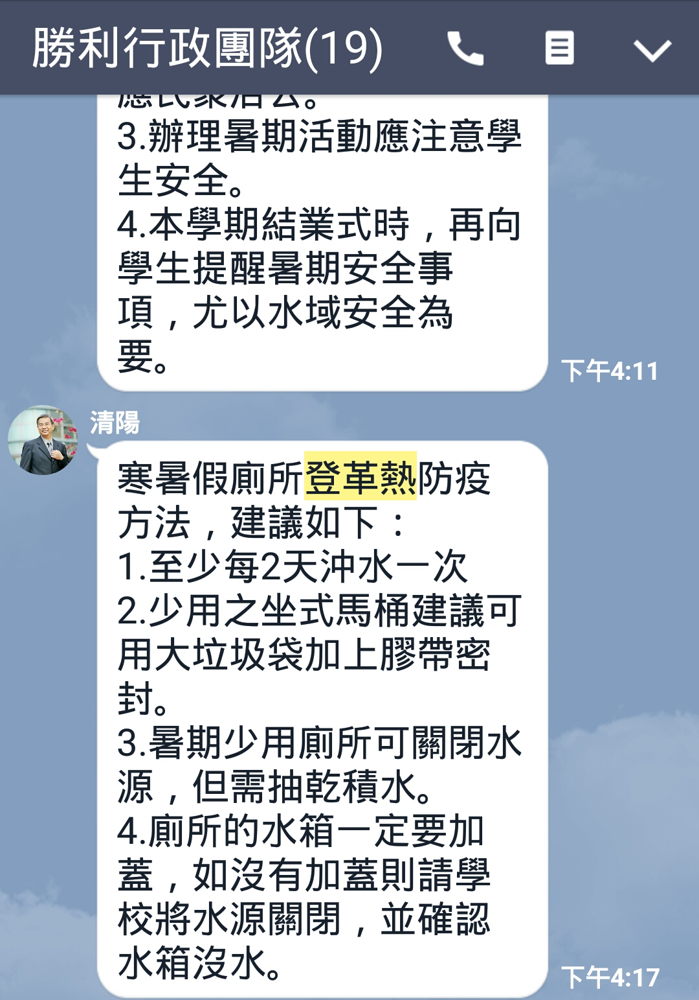 勝利行政團隊(19)
應民眾洽公。
3.辦理暑期活動應注意學
生安全。
4.本學期結業式時，再向
學生提醒暑期安全事
項，尤以水域安全為
要。
下午4:11
清陽
寒暑假廁所登革熱防疫
方法，建議如下：
1.至少每2天沖水一次
2.少用之坐式馬桶建議可
用大垃圾袋加上膠帶密
封。
3.暑期少用廁所可關閉水
源，但需抽乾積水。
4.廁所的水箱一定要加
蓋，如沒有加蓋則請學
校將水源關閉，並確認
水箱沒水。
下午4:17